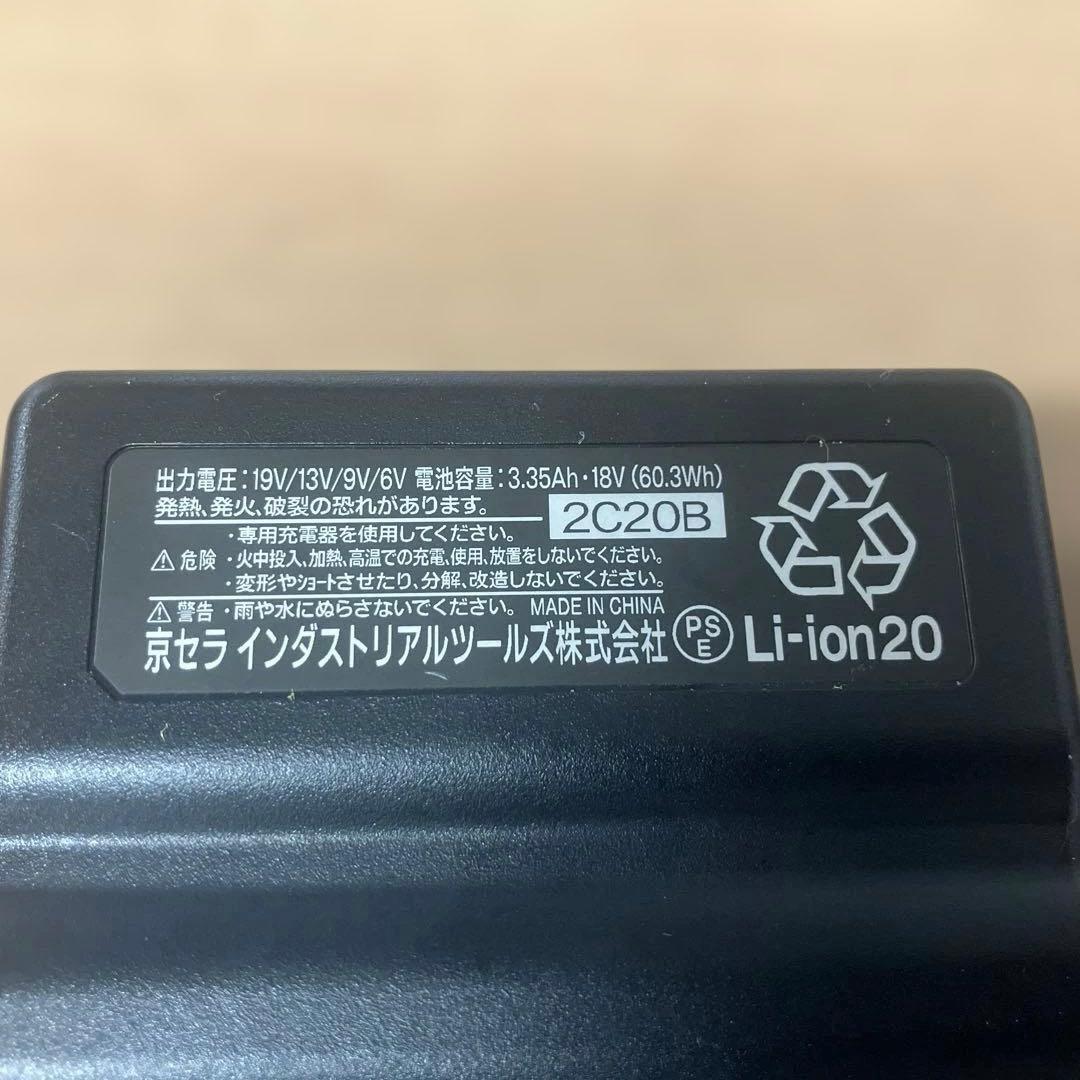 出力電圧:19V/13V/9V/6V 電池容量:3.35Ah・18V(60.3Wh)
発熱、発火、破裂の恐れがあります。
2C20B
・専用充電器を使用してください。
⚠危険 ・火中投入、加熱、高温での充電、使用、放置をしないでください。
・変形やショートさせたり、分解、改造しないでください。
⚠警告 ・雨や水にぬらさないでください。 MADE IN CHINA
京セラ インダストリアルツールズ株式会社 PSE Li-ion20